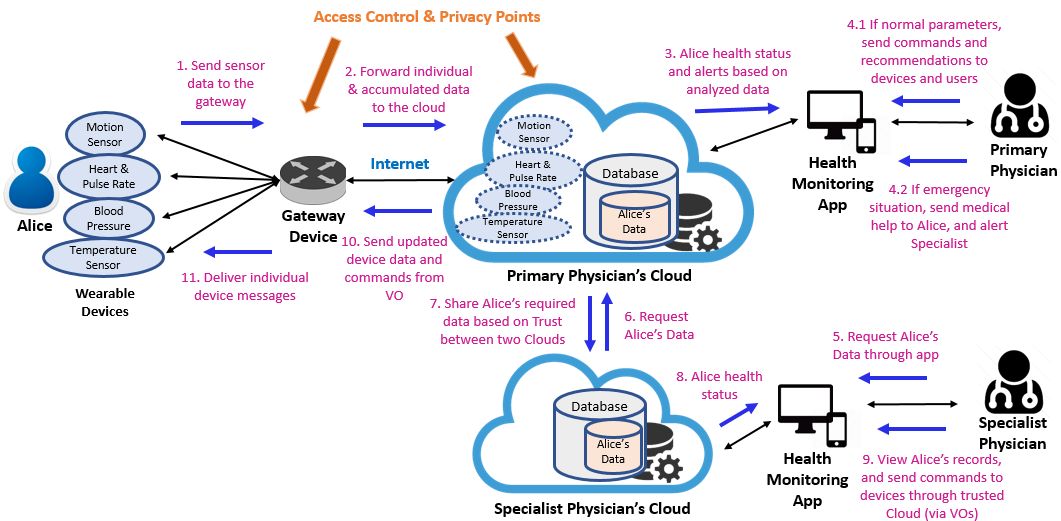 Access Control & Privacy Points
1. Send sensor
data to the
gateway
2. Forward individual
& accumulated data
to the cloud
3. Alice health status
and alerts based on
analyzed data
4.1 If normal parameters,
send commands and
recommendations to
devices and users
Motion
Sensor
Heart &
Pulse Rate
Blood
Pressure
Temperature
Sensor
Alice
Wearable
Devices
Internet
Gateway
Device
Motion
Sensor
Heart &
Pulse Rate
Blood
Pressure
Temperature
Sensor
Database
Alice's
Data
Primary Physician's Cloud
Health
Monitoring
App
Primary
Physician
4.2 If emergency
situation, send medical
help to Alice, and alert
Specialist
10. Send updated
device data and
commands from
VO
11. Deliver individual
device messages
7. Share Alice's required
data based on Trust
between two Clouds
6. Request
Alice's Data
5. Request Alice's
Data through app
8. Alice health
status
Database
Alice's
Data
Specialist Physician's Cloud
Health
Monitoring
App
Specialist
Physician
9. View Alice's records,
and send commands to
devices through trusted
Cloud (via VOs)